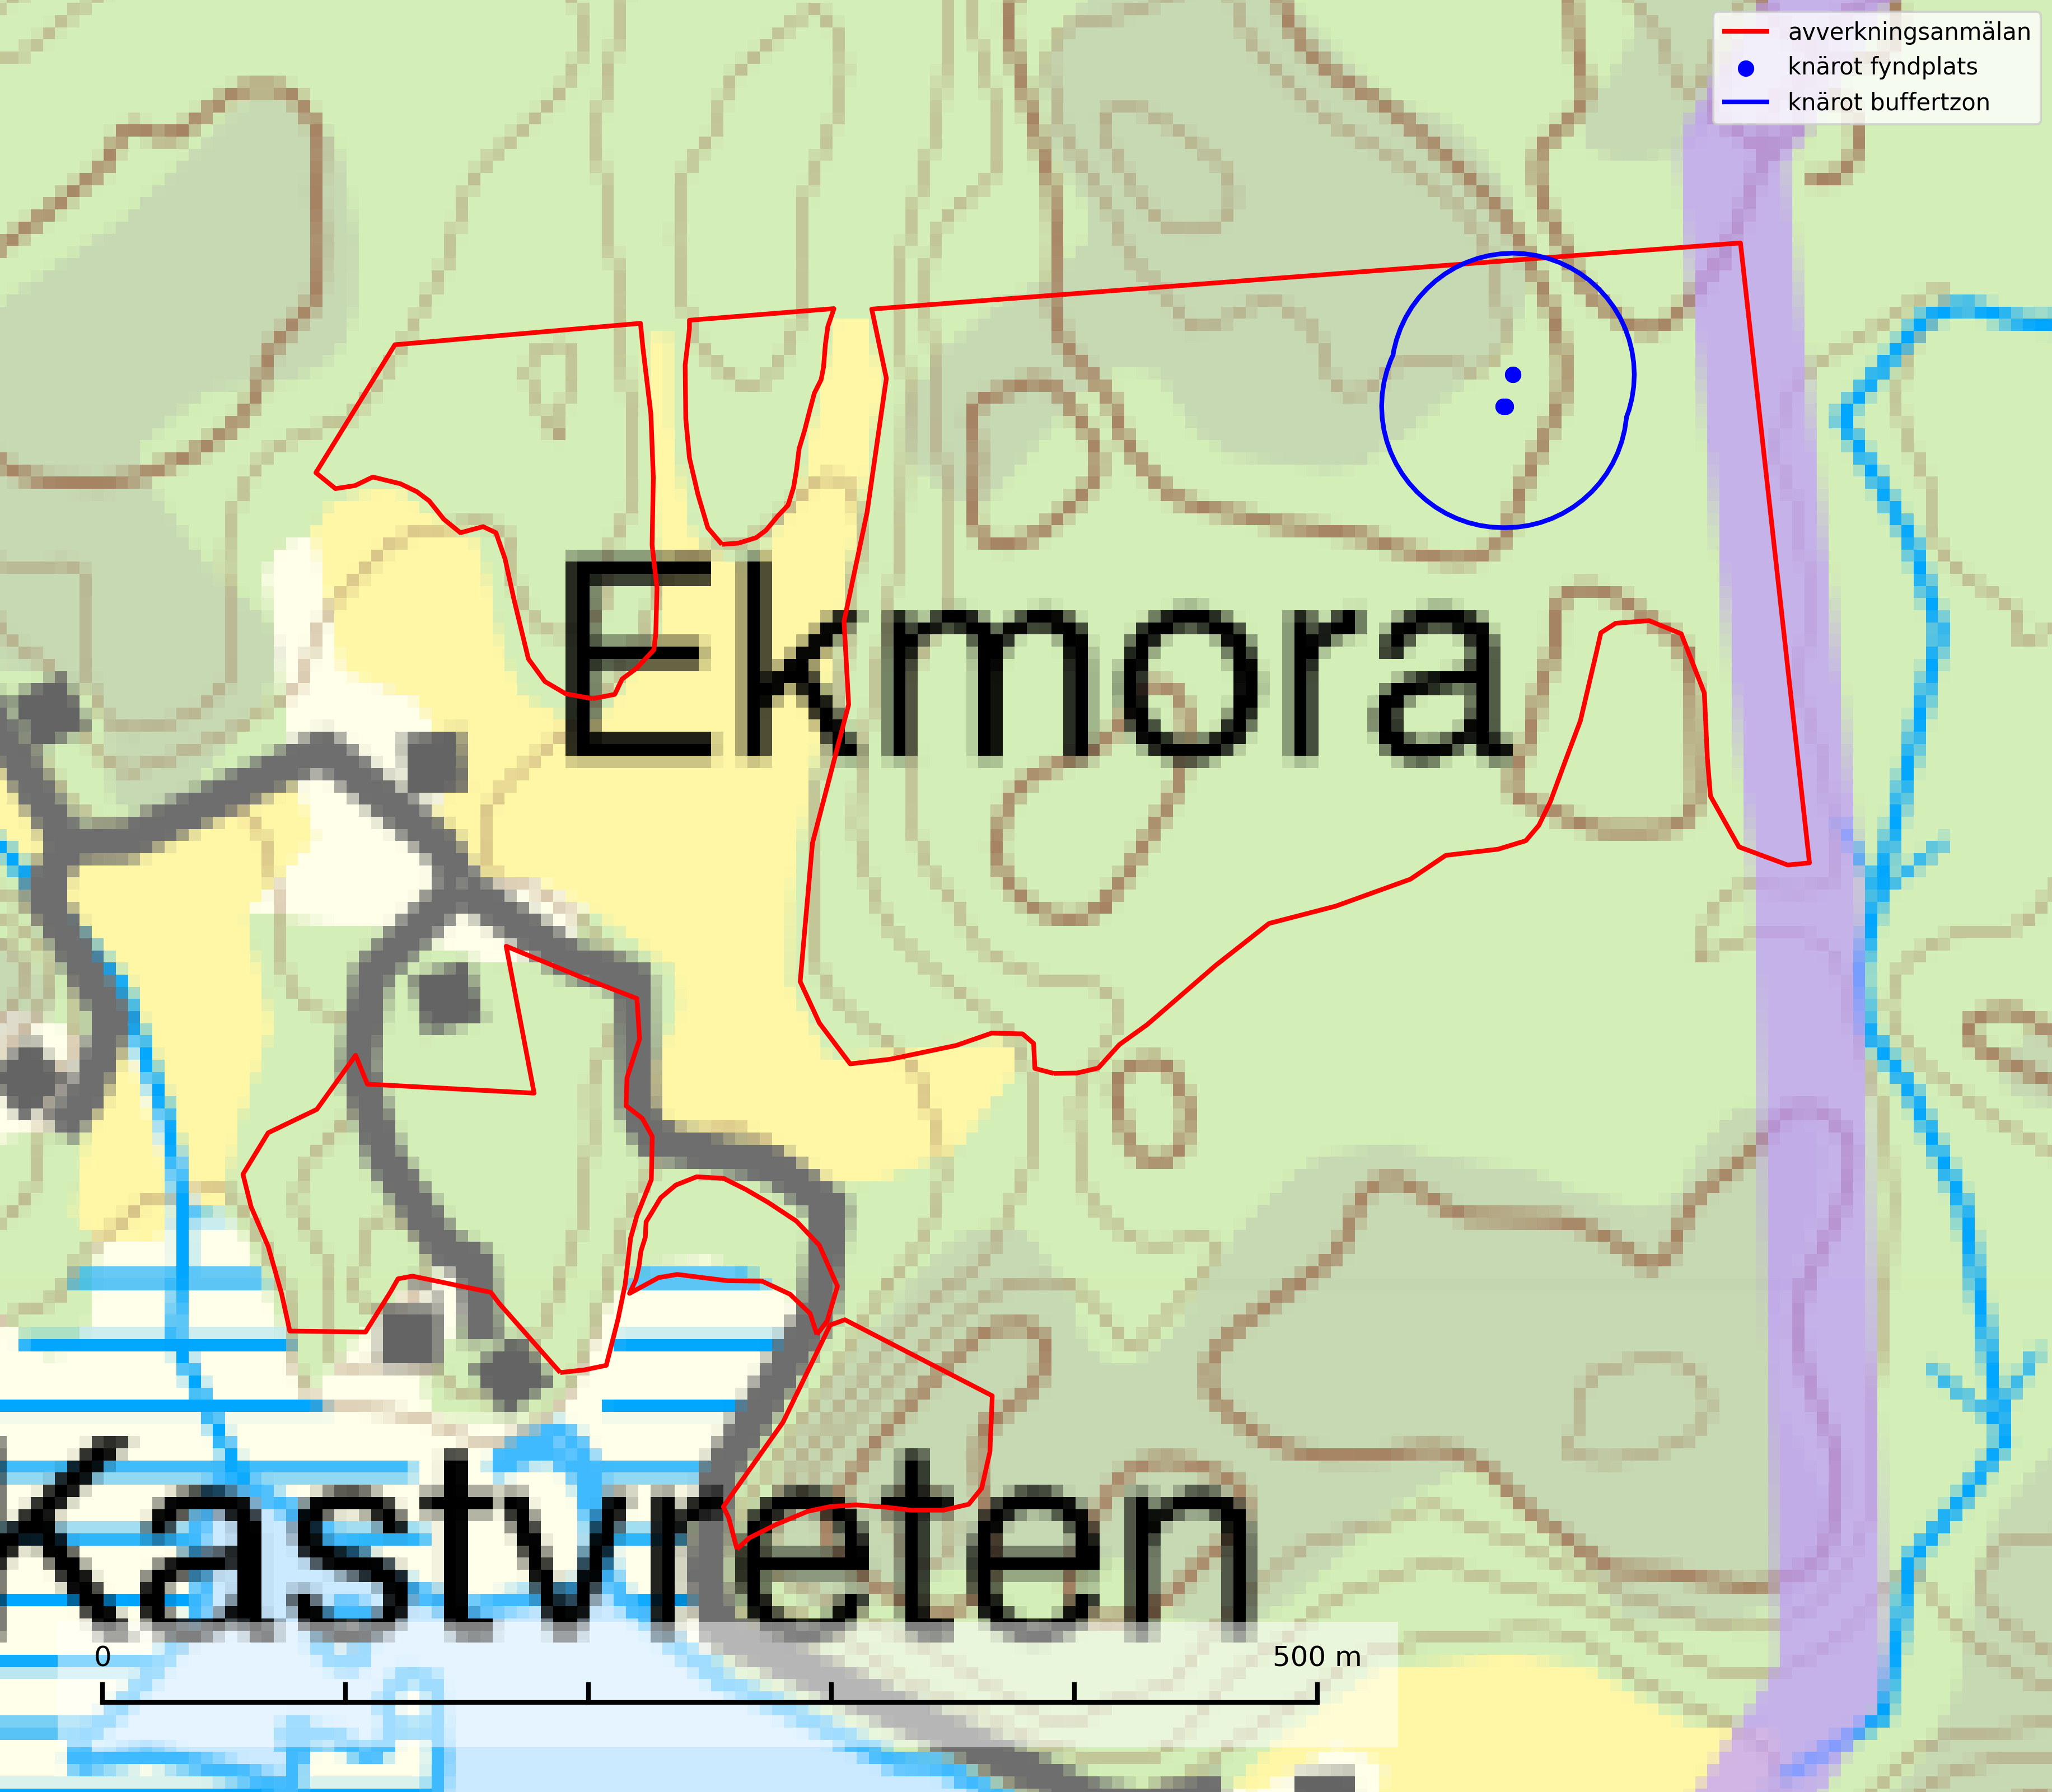 avverkningsanmälan
knärot fyndplats
knärot buffertzon
Ekmora
Kastvreten
0 500 m